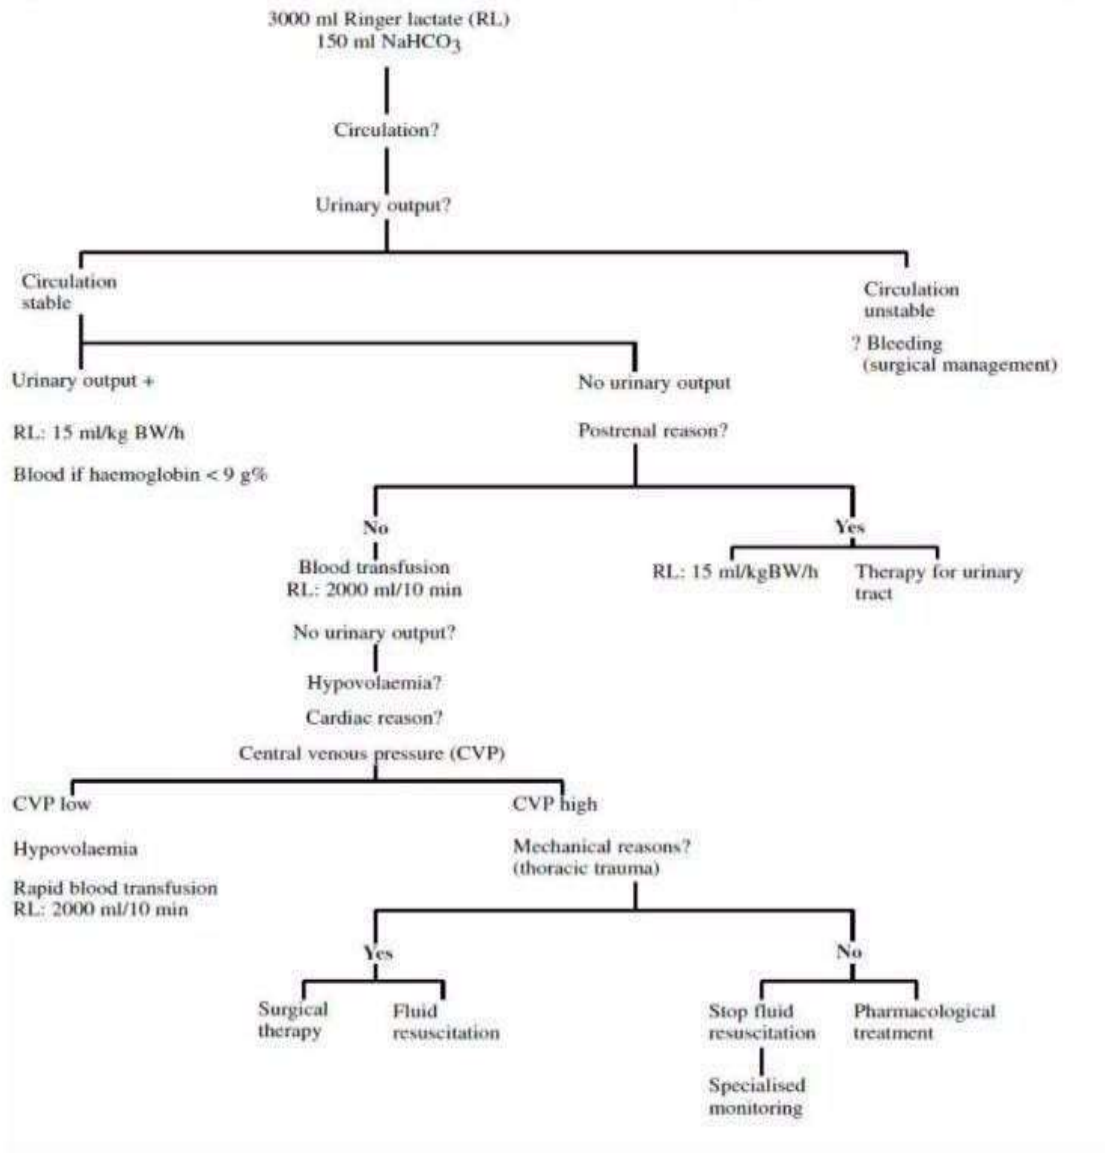 3000 ml Ringer lactate (RL)
150 ml NaHCO3
Circulation?
Urinary output?
Circulation
stable
Circulation
unstable
? Bleeding
(surgical management)
Urinary output +
RL: 15 ml/kg BW/h
Blood if haemoglobin < 9 g%
No urinary output
Postrenal reason?
No
Blood transfusion
RL: 2000 ml/10 min
Yes
RL: 15 ml/kgBW/h
Therapy for urinary
tract
No urinary output?
Hypovolaemia?
Cardiac reason?
Central venous pressure (CVP)
CVP low
Hypovolaemia
Rapid blood transfusion
RL: 2000 ml/10 min
CVP high
Mechanical reasons?
(thoracic trauma)
Yes
Surgical
therapy
Fluid
resuscitation
No
Stop fluid
resuscitation
Specialised
monitoring
Pharmacological
treatment